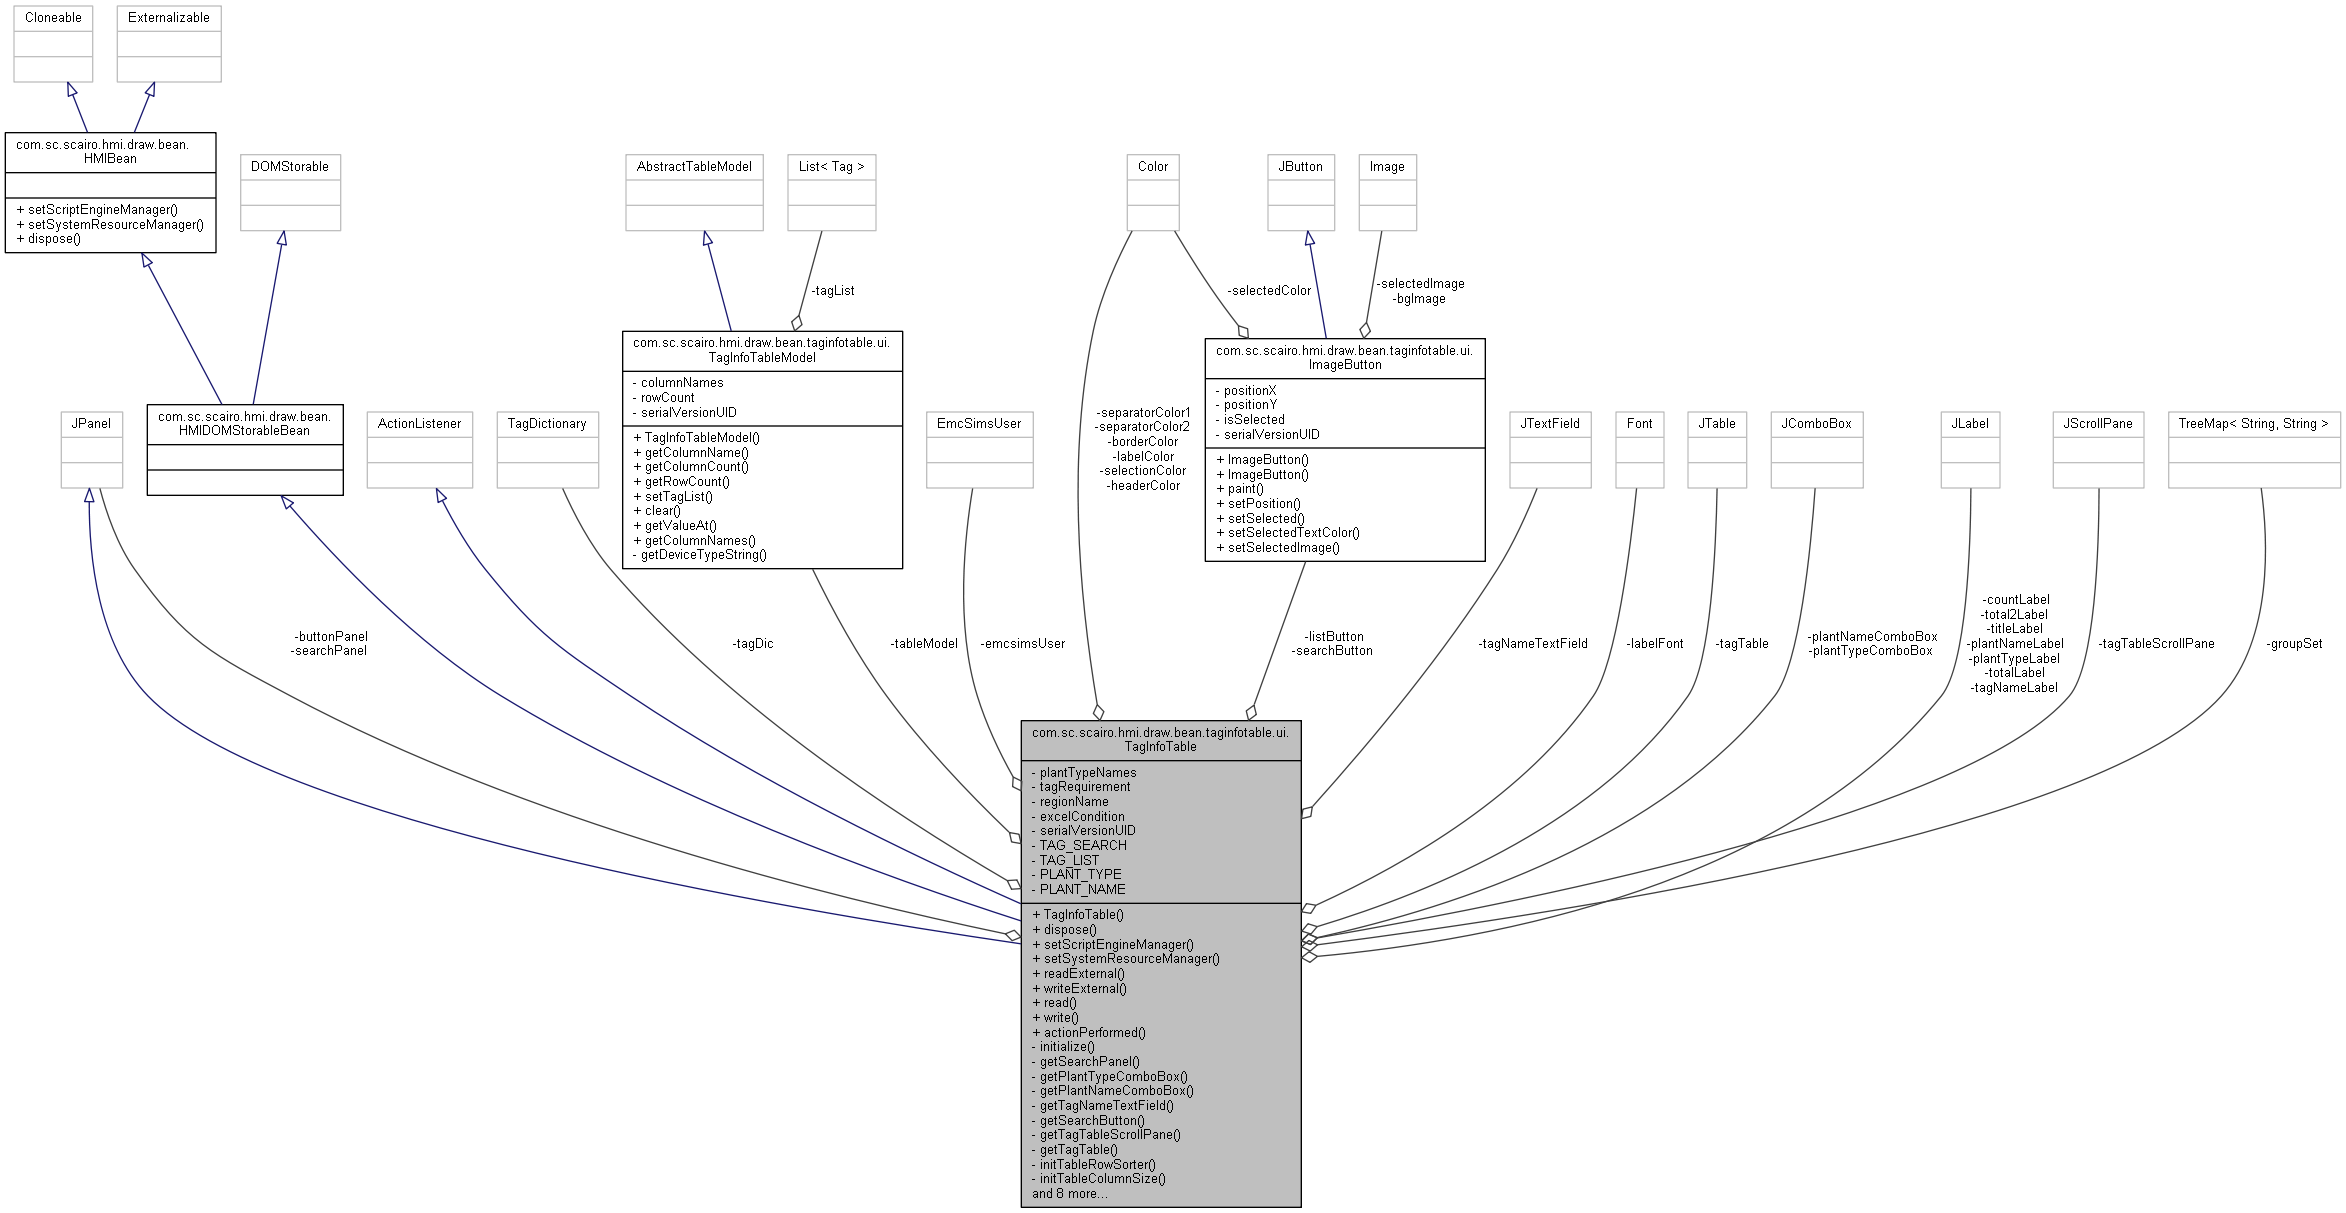 Cloneable
Externalizable
com.sc.scairo.hmi.draw.bean.
HMIBean
+ setScriptEngineManager()
+ setSystemResourceManager()
+ dispose()
DOMStorable
AbstractTableModel
List< Tag >
Color
JButton
Image
-tagList
-selectedColor
-selectedImage
-bgImage
com.sc.scairo.hmi.draw.bean.taginfotable.ui.
TagInfoTableModel
- columnNames
- rowCount
- serialVersionUID
+ TagInfoTableModel()
+ getColumnName()
+ getColumnCount()
+ getRowCount()
+ setTagList()
+ clear()
+ getValueAt()
+ getColumnNames()
- getDeviceTypeString()
com.sc.scairo.hmi.draw.bean.taginfotable.ui.
ImageButton
- positionX
- positionY
- isSelected
- serialVersionUID
+ ImageButton()
+ ImageButton()
+ paint()
+ setPosition()
+ setSelected()
+ setSelectedTextColor()
+ setSelectedImage()
JPanel
com.sc.scairo.hmi.draw.bean.
HMIDOMStorableBean
ActionListener
TagDictionary
EmcSimsUser
-separatorColor1
-separatorColor2
-borderColor
-labelColor
-selectionColor
-headerColor
JTextField
Font
JTable
JComboBox
JLabel
JScrollPane
TreeMap< String, String >
-buttonPanel
-searchPanel
-tagDic
-tableModel
-emcsimsUser
-listButton
-searchButton
-tagNameTextField
-labelFont
-tagTable
-plantNameComboBox
-plantTypeComboBox
-countLabel
-total2Label
-titleLabel
-plantNameLabel
-plantTypeLabel
-totalLabel
-tagNameLabel
-tagTableScrollPane
-groupSet
com.sc.scairo.hmi.draw.bean.taginfotable.ui.
TagInfoTable
- plantTypeNames
- tagRequirement
- regionName
- excelCondition
- serialVersionUID
- TAG_SEARCH
- TAG_LIST
- PLANT_TYPE
- PLANT_NAME
+ TagInfoTable()
+ dispose()
+ setScriptEngineManager()
+ setSystemResourceManager()
+ readExternal()
+ writeExternal()
+ read()
+ write()
+ actionPerformed()
- initialize()
- getSearchPanel()
- getPlantTypeComboBox()
- getPlantNameComboBox()
- getTagNameTextField()
- getSearchButton()
- getTagTableScrollPane()
- getTagTable()
- initTableRowSorter()
- initTableColumnSize()
and 8 more...